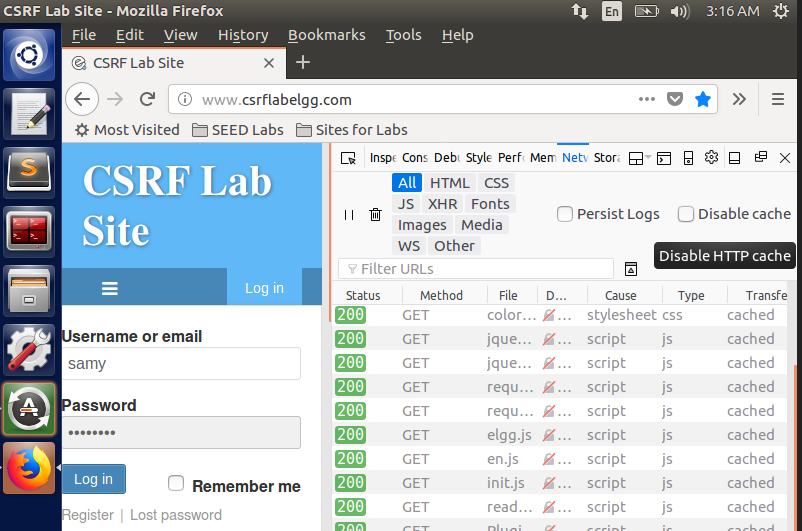 CSRF Lab Site - Mozilla Firefox En 3:16 AM
File Edit View History Bookmarks Tools Help
CSRF Lab Site
www.csrflabelgg.com
Most Visited SEED Labs Sites for Labs
CSRF Lab
Site
Log in
Username or email
samy
Password
••••••••
Log in Remember me
Register | Lost password
Inspe Cons Debu Style Perfo Mem Netw Stora
All HTML CSS
JS XHR Fonts
Images Media
WS Other
Persist Logs Disable cache
Filter URLs
Disable HTTP cache
Status Method File D... Cause Type Transfe
200 GET color... ... stylesheet css cached
200 GET jque... ... script js cached
200 GET jque... ... script js cached
200 GET requ... ... script js cached
200 GET requ... ... script js cached
200 GET elgg.js ... script js cached
200 GET en.js ... script js cached
200 GET init.js ... script js cached
200 GET read... ... script js cached